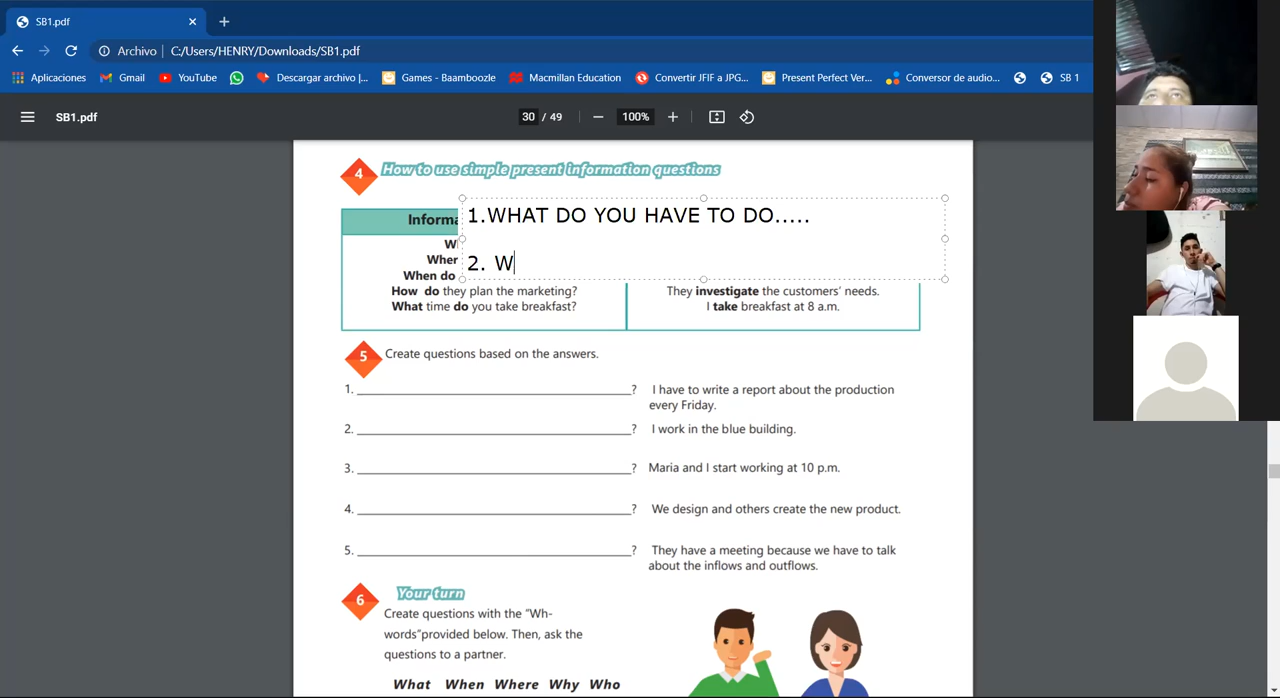 SB1.pdf
Archivo | C:/Users/HENRY/Downloads/SB1.pdf
Aplicaciones Gmail YouTube Descargar archivo |... Games - Baamboozle Macmillan Education Convertir JFIF a JPG... Present Perfect Ver... Conversor de audio... SB 1
SB1.pdf 30 / 49 100%
4 How to use simple present information questions
Informa
1.WHAT DO YOU HAVE TO DO.....
W
Wher
2. W
When do
How do they plan the marketing? They investigate the customers' needs.
What time do you take breakfast? I take breakfast at 8 a.m.
5 Create questions based on the answers.
1. ? I have to write a report about the production
every Friday.
2. ? I work in the blue building.
3. ? Maria and I start working at 10 p.m.
4. ? We design and others create the new product.
5. ? They have a meeting because we have to talk
about the inflows and outflows.
6 Your turn
Create questions with the “Wh-
words”provided below. Then, ask the
questions to a partner.
What When Where Why Who